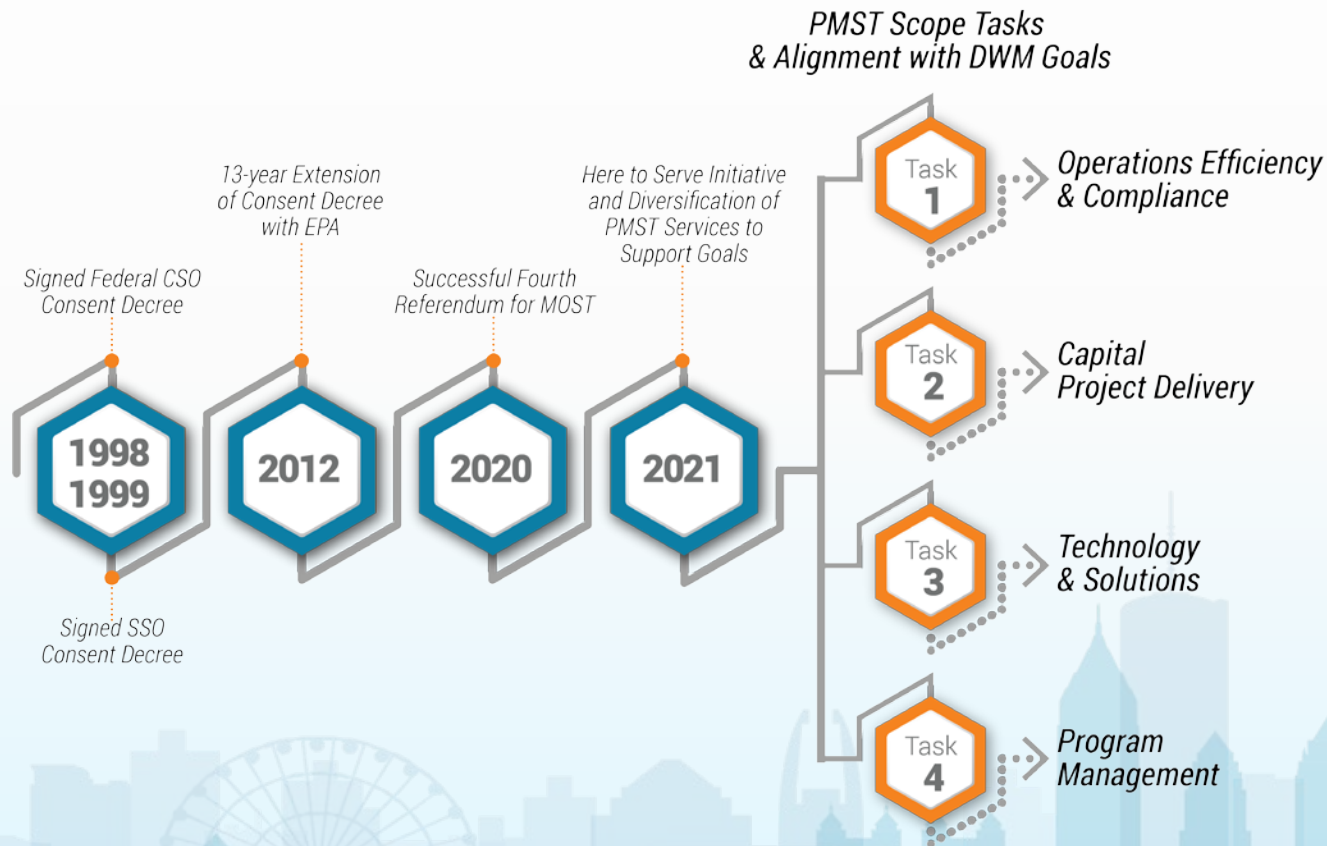 PMST Scope Tasks
& Alignment with DWM Goals
Signed Federal CSO
Consent Decree
1998
1999
Signed SSO
Consent Decree
13-year Extension
of Consent Decree
with EPA
2012
Successful Fourth
Referendum for MOST
2020
Here to Serve Initiative
and Diversification of
PMST Services to
Support Goals
2021
Task
1
Operations Efficiency
& Compliance
Task
2
Capital
Project Delivery
Task
3
Technology
& Solutions
Task
4
Program
Management